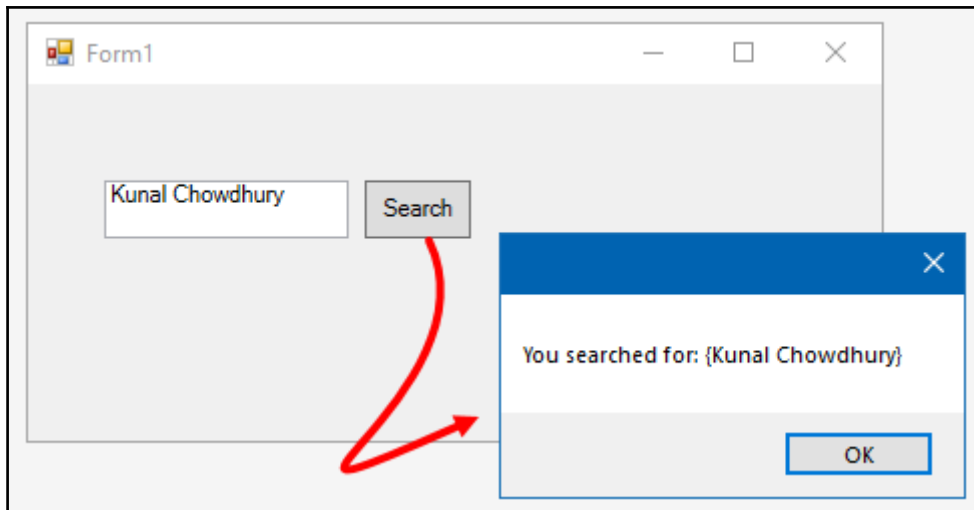 Form1
Kunal Chowdhury
Search
You searched for: {Kunal Chowdhury}
OK